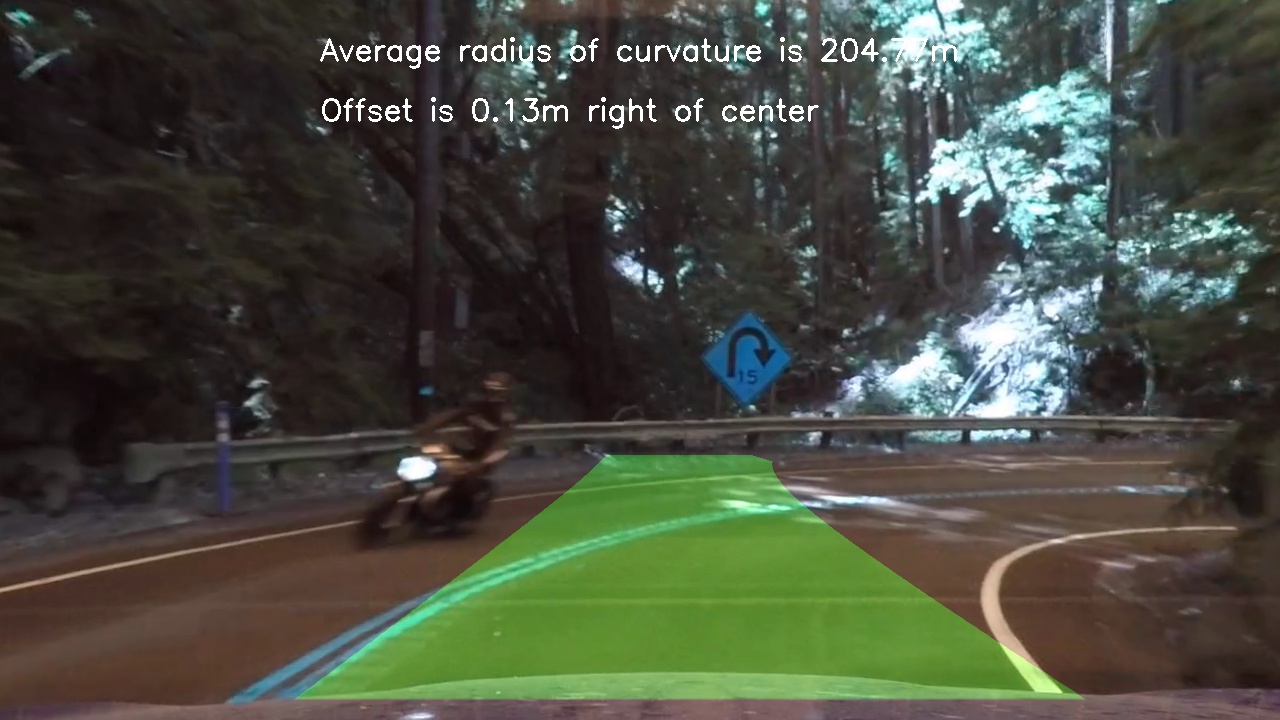 Average radius of curvature is 204.77m
Offset is 0.13m right of center
15